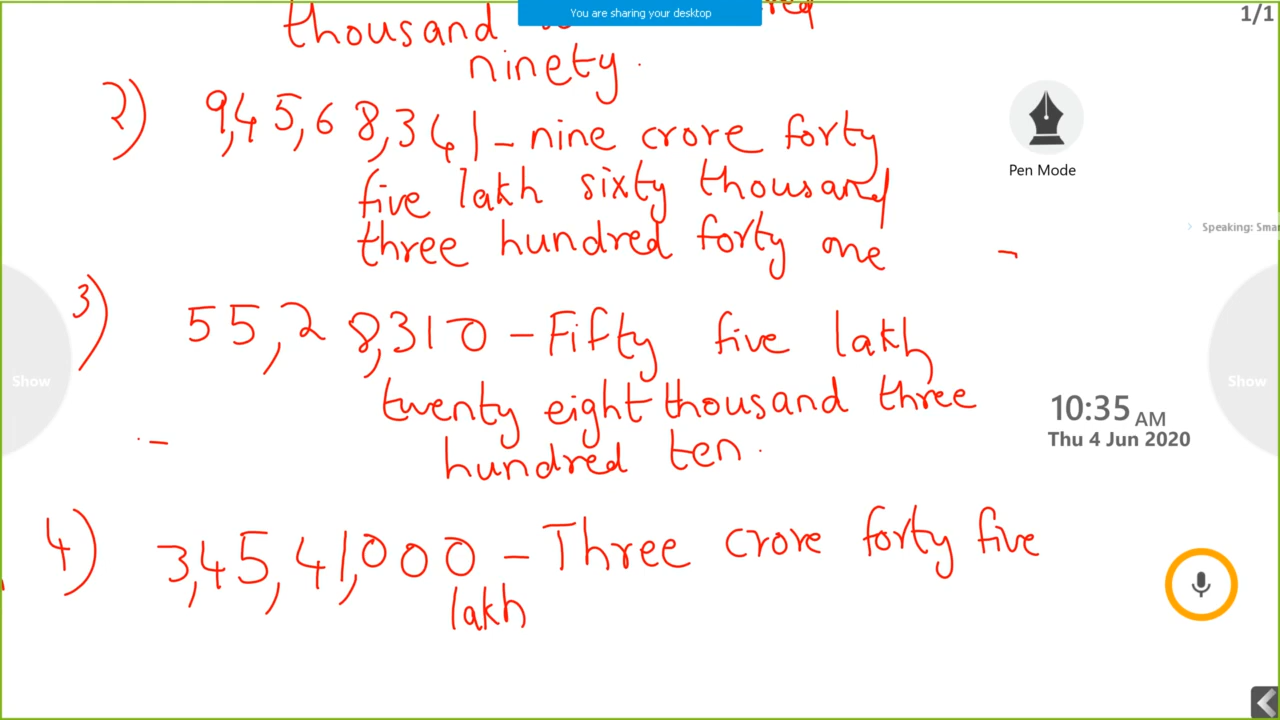 You are sharing your desktop
1/1
thousand
ninety.
2) 9,45,68,341 - nine crore forty
five lakh sixty thousand
three hundred forty one
3) 55,28,310 - Fifty five lakh
twenty eight thousand three
hundred ten.
4) 3,45,41,000 - Three crore forty five
lakh
Pen Mode
Speaking: Smar
Show
Show
10:35 AM
Thu 4 Jun 2020